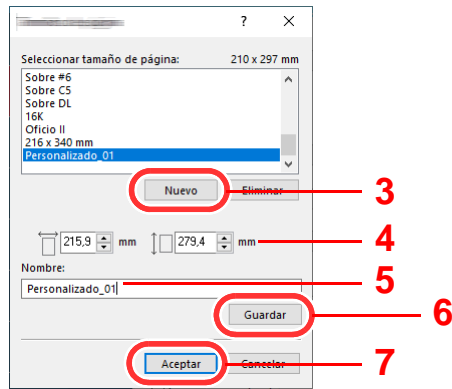 ? ×
Seleccionar tamaño de página: 210 x 297 mm
Sobre #6
Sobre C5
Sobre DL
16K
Oficio II
216 x 340 mm
Personalizado_01
Nuevo Eliminar 3
215,9 mm 279,4 mm 4
Nombre:
5
Personalizado_01
Guardar 6
Aceptar Cancelar 7